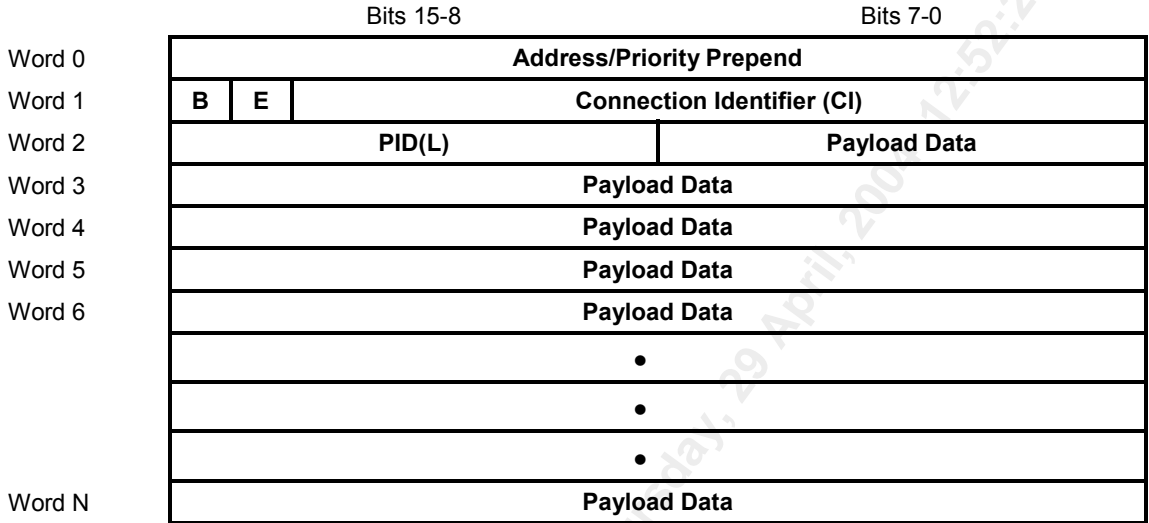 Bits 15-8 Bits 7-0
Word 0 Address/Priority Prepend
Word 1 B E Connection Identifier (CI)
Word 2 PID(L) Payload Data
Word 3 Payload Data
Word 4 Payload Data
Word 5 Payload Data
Word 6 Payload Data
•
•
•
Word N Payload Data